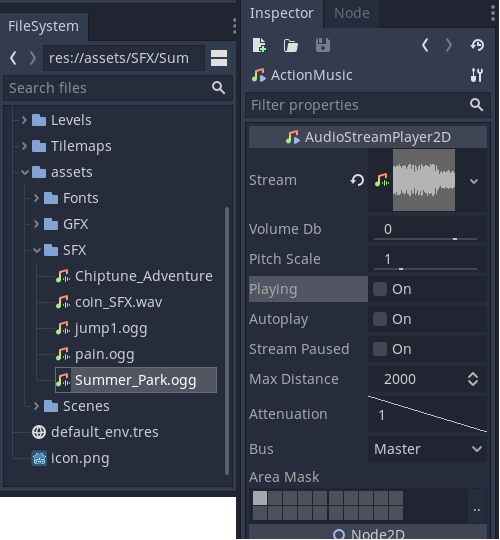 FileSystem
res://assets/SFX/Sum
Search files
Levels
Tilemaps
assets
Fonts
GFX
SFX
Chiptune_Adventure
coin_SFX.wav
jump1.ogg
pain.ogg
Summer_Park.ogg
Scenes
default_env.tres
icon.png
Inspector Node
ActionMusic
Filter properties
AudioStreamPlayer2D
Stream
Volume Db 0
Pitch Scale 1
Playing On
Autoplay On
Stream Paused On
Max Distance 2000
Attenuation 1
Bus Master
Area Mask
..
Node2D